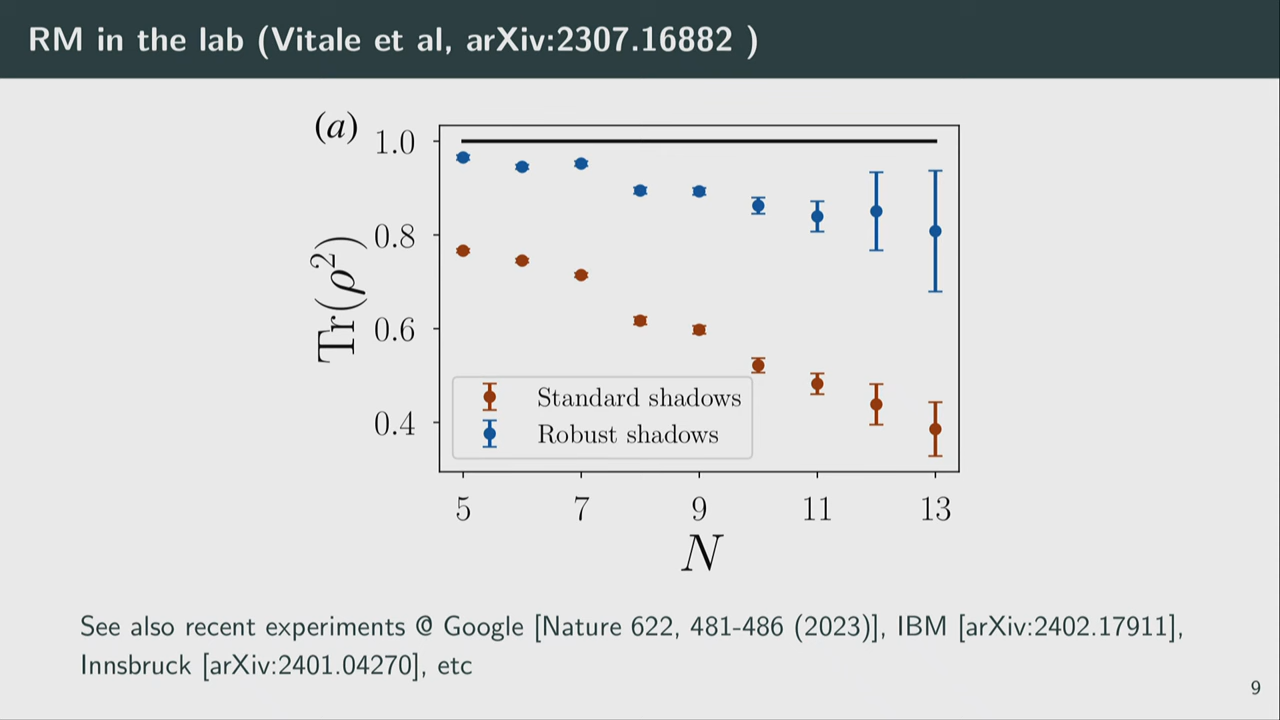 RM in the lab (Vitale et al, arXiv:2307.16882 )
(a)
1.0
0.8
0.6
0.4
Tr(ρ²)
Standard shadows
Robust shadows
5 7 9 11 13
N
See also recent experiments @ Google [Nature 622, 481-486 (2023)], IBM [arXiv:2402.17911],
Innsbruck [arXiv:2401.04270], etc
9